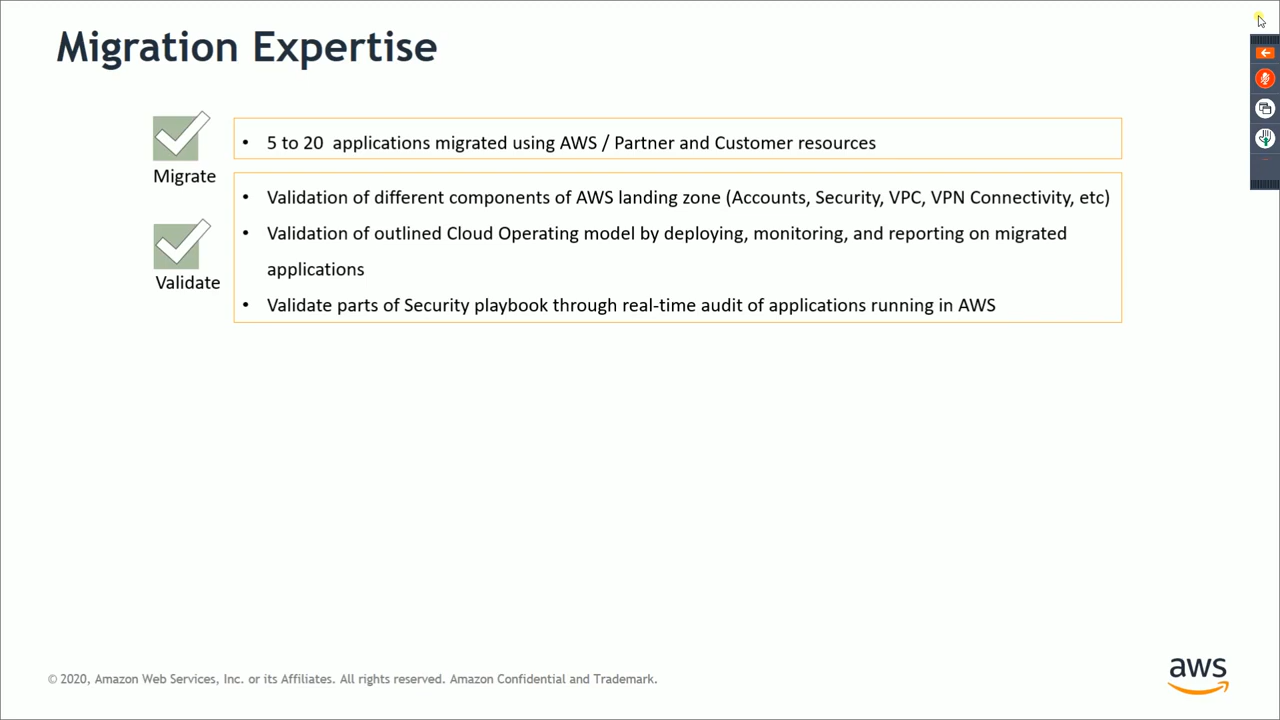 Migration Expertise
• 5 to 20 applications migrated using AWS / Partner and Customer resources
Migrate
• Validation of different components of AWS landing zone (Accounts, Security, VPC, VPN Connectivity, etc)
• Validation of outlined Cloud Operating model by deploying, monitoring, and reporting on migrated
applications
Validate
• Validate parts of Security playbook through real-time audit of applications running in AWS
© 2020, Amazon Web Services, Inc. or its Affiliates. All rights reserved. Amazon Confidential and Trademark.
aws